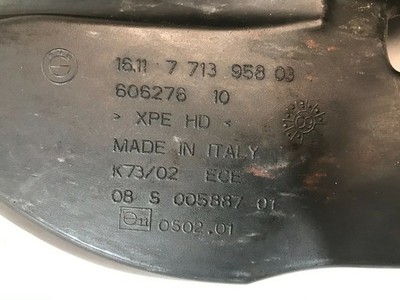 16.11 7 713 958 03
606276 10
> XPE HD <
MADE IN ITALY
K73/02 ECE
08 S 005887 01
0502.01